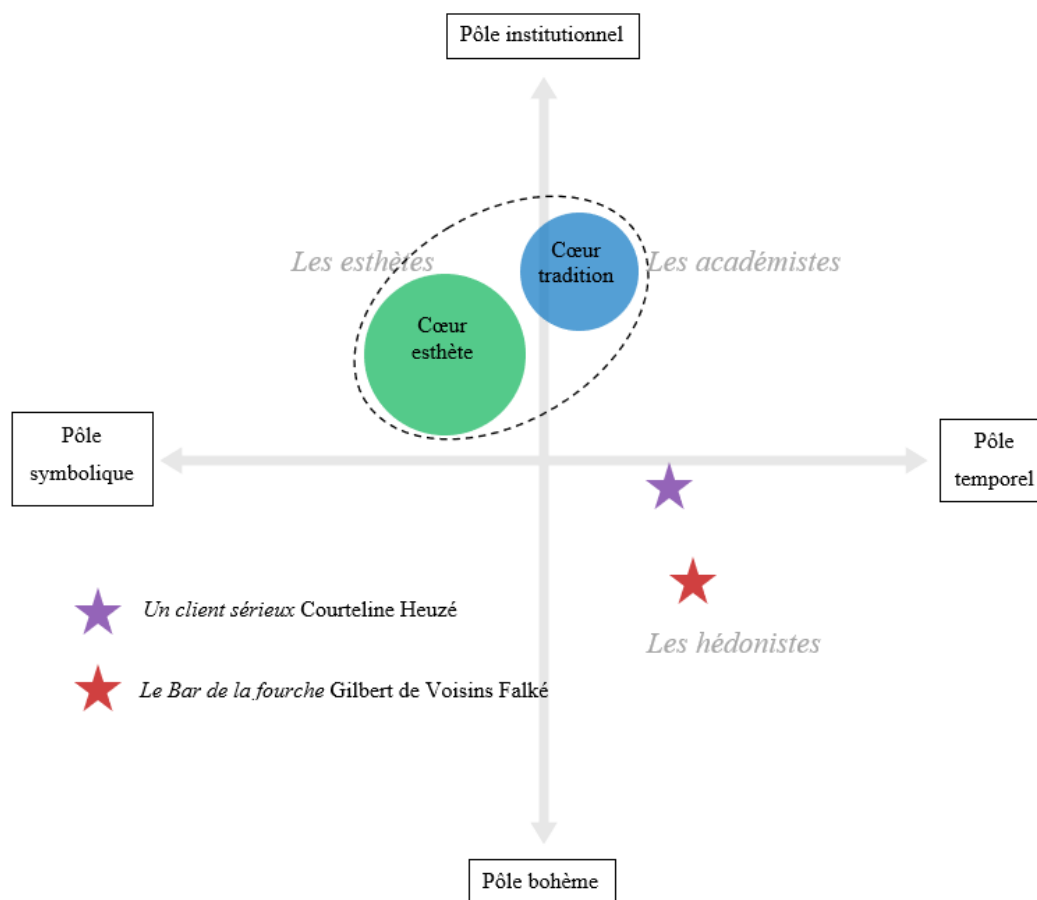 Pôle institutionnel
Les esthètes
Cœur
tradition
Les académistes
Cœur
esthète
Pôle
symbolique
Pôle
temporel
Un client sérieux Courteline Heuzé
Les hédonistes
Le Bar de la fourche Gilbert de Voisins Falké
Pôle bohème